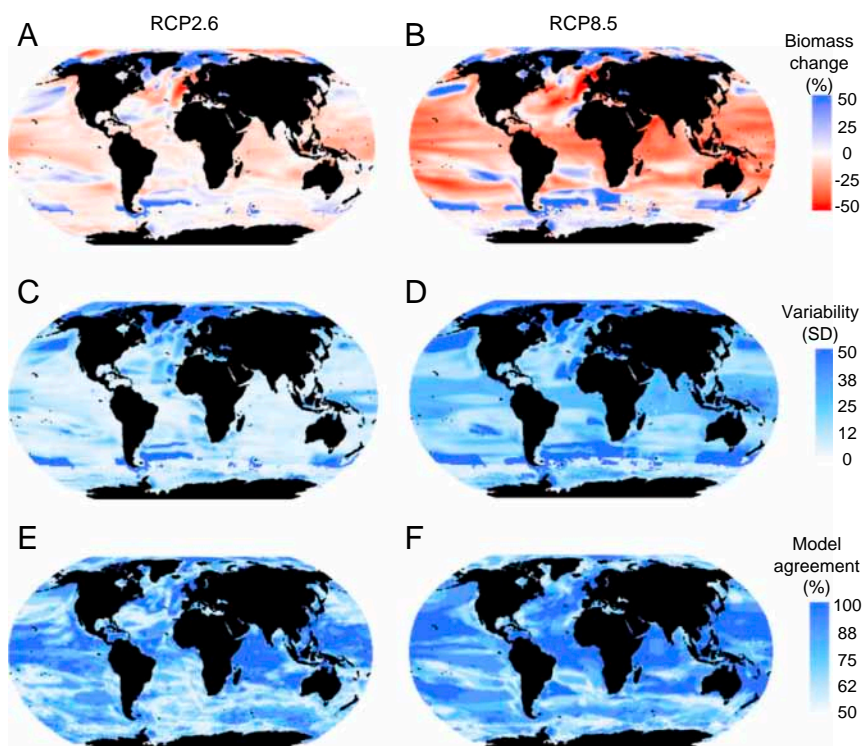 RCP2.6
RCP8.5
A
B
Biomass
change
(%)
50
25
0
-25
-50
C
D
Variability
(SD)
50
38
25
12
0
E
F
Model
agreement
(%)
100
88
75
62
50